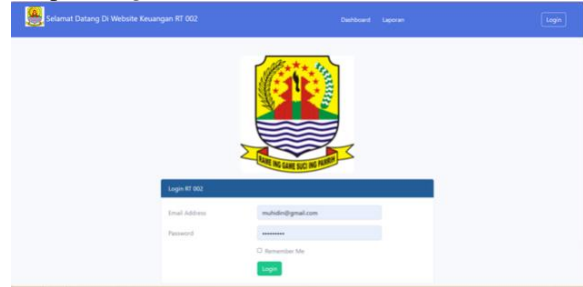 Selamat Datang Di Website Keuangan RT 002
Dashboard Laporan
Login
RAME ING GAWE SUCI ING PAMRIH
Login RT 002
Email Address muhidin@gmail.com
Password •••••••••
Remember Me
Login